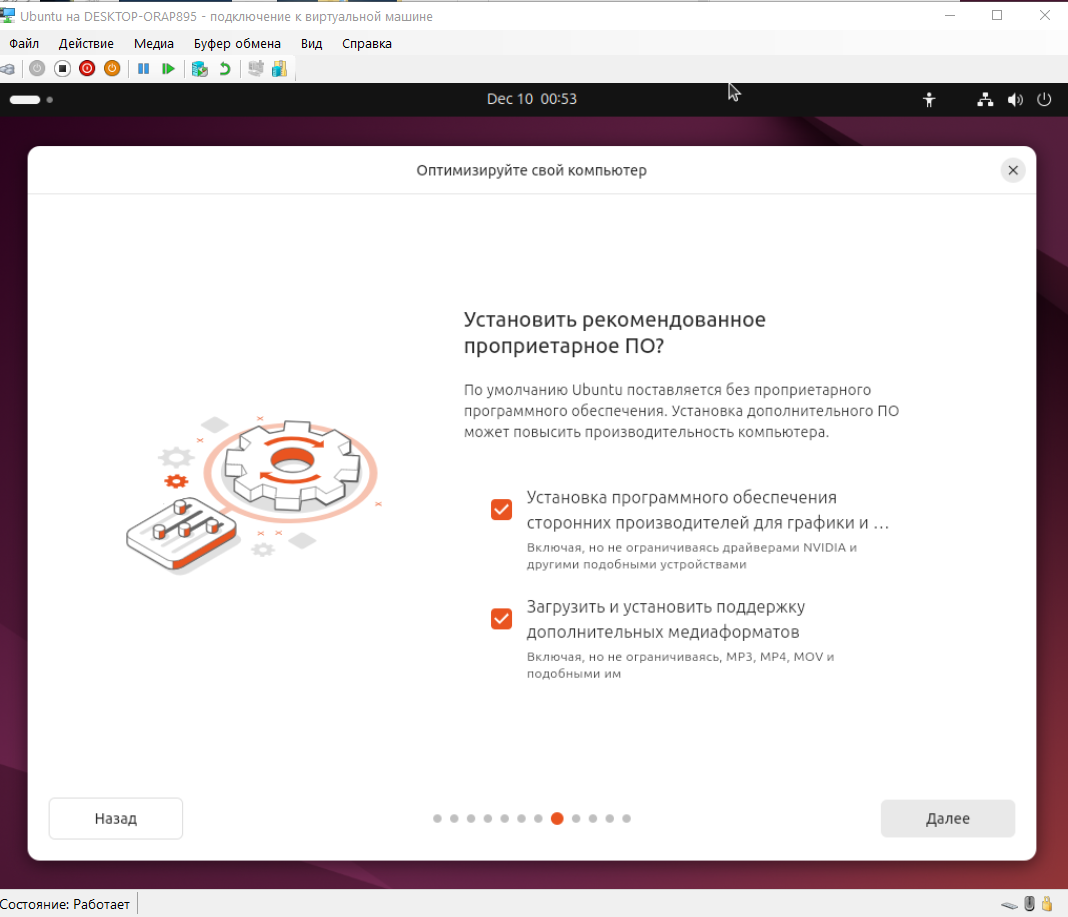 Ubuntu на DESKTOP-ORAP895 - подключение к виртуальной машине
Файл Действие Медиа Буфер обмена Вид Справка
Dec 10 00:53
Оптимизируйте свой компьютер
Установить рекомендованное
проприетарное ПО?
По умолчанию Ubuntu поставляется без проприетарного
программного обеспечения. Установка дополнительного ПО
может повысить производительность компьютера.
Установка программного обеспечения
сторонних производителей для графики и ...
Включая, но не ограничиваясь драйверами NVIDIA и
другими подобными устройствами
Загрузить и установить поддержку
дополнительных медиаформатов
Включая, но не ограничиваясь, MP3, MP4, MOV и
подобными им
Назад
Далее
Состояние: Работает